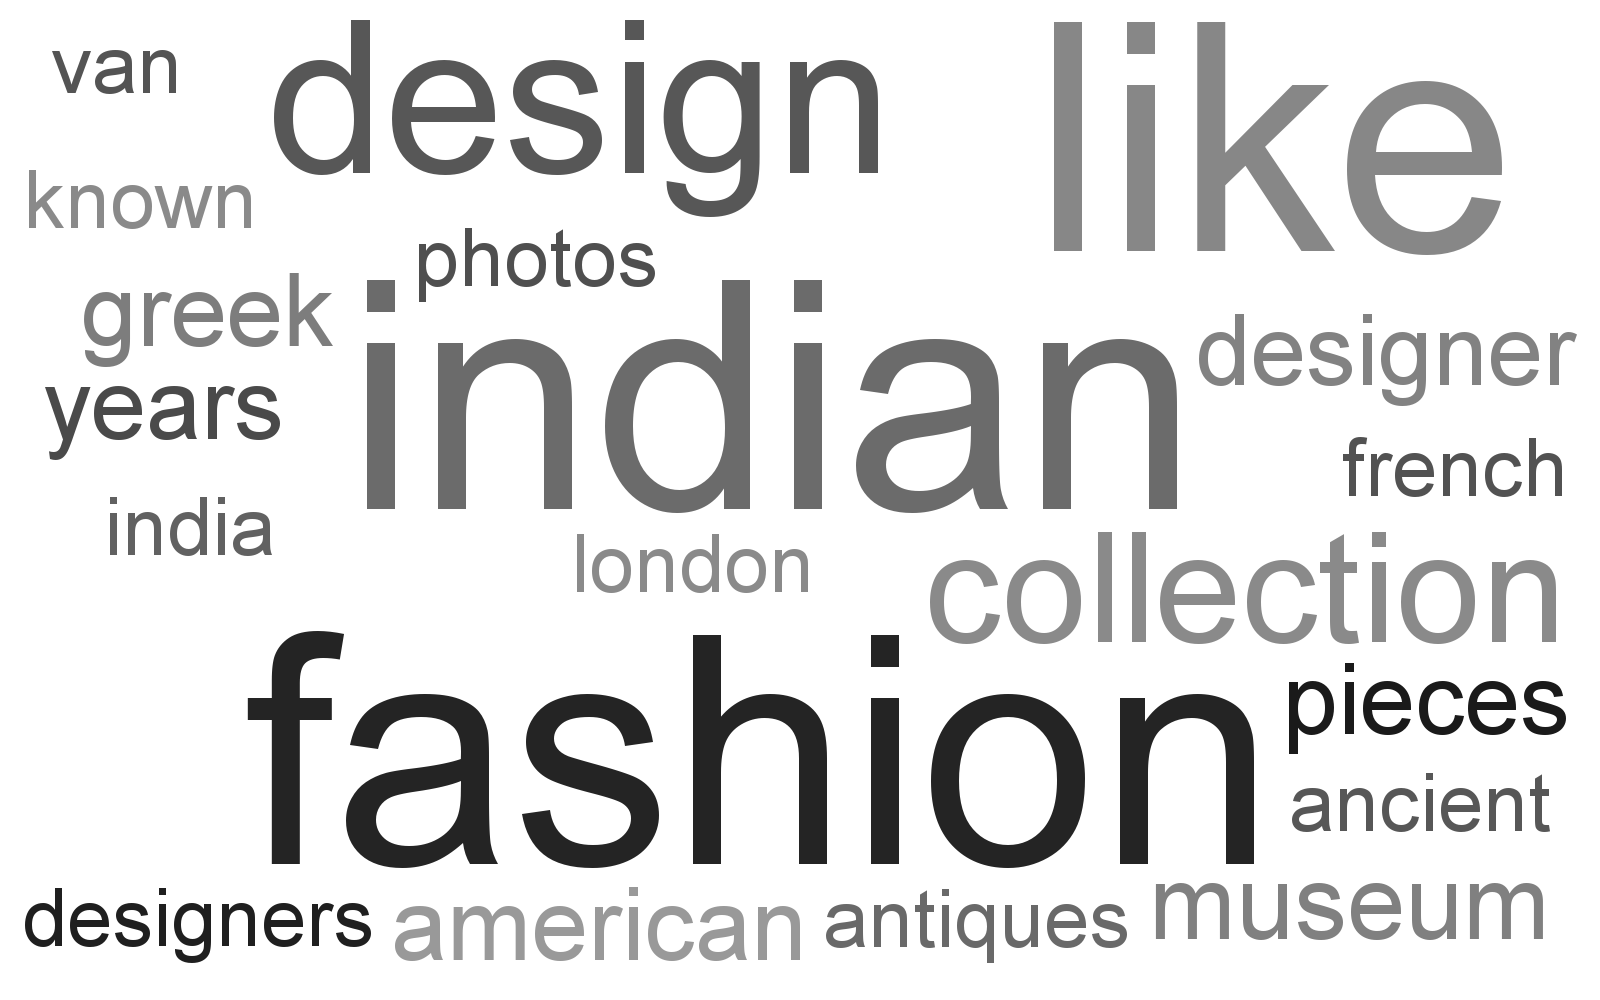 van
design
like
known
photos
greek
indian
designer
years
french
india
london
collection
fashion
pieces
ancient
designers
american
antiques
museum